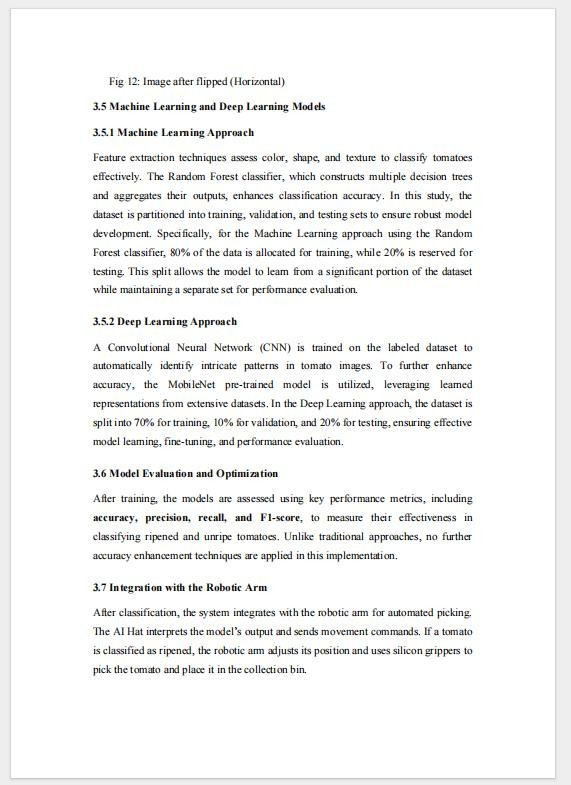 Fig 12: Image after flipped (Horizontal)
3.5 Machine Learning and Deep Learning Models
3.5.1 Machine Learning Approach
Feature extraction techniques assess color, shape, and texture to classify tomatoes
effectively. The Random Forest classifier, which constructs multiple decision trees
and aggregates their outputs, enhances classification accuracy. In this study, the
dataset is partitioned into training, validation, and testing sets to ensure robust model
development. Specifically, for the Machine Learning approach using the Random
Forest classifier, 80% of the data is allocated for training, while 20% is reserved for
testing. This split allows the model to learn from a significant portion of the dataset
while maintaining a separate set for performance evaluation.
3.5.2 Deep Learning Approach
A Convolutional Neural Network (CNN) is trained on the labeled dataset to
automatically identify intricate patterns in tomato images. To further enhance
accuracy, the MobileNet pre-trained model is utilized, leveraging learned
representations from extensive datasets. In the Deep Learning approach, the dataset is
split into 70% for training, 10% for validation, and 20% for testing, ensuring effective
model learning, fine-tuning, and performance evaluation.
3.6 Model Evaluation and Optimization
After training, the models are assessed using key performance metrics, including
accuracy, precision, recall, and F1-score, to measure their effectiveness in
classifying ripened and unripe tomatoes. Unlike traditional approaches, no further
accuracy enhancement techniques are applied in this implementation.
3.7 Integration with the Robotic Arm
After classification, the system integrates with the robotic arm for automated picking.
The AI Hat interprets the model’s output and sends movement commands. If a tomato
is classified as ripened, the robotic arm adjusts its position and uses silicon grippers to
pick the tomato and place it in the collection bin.